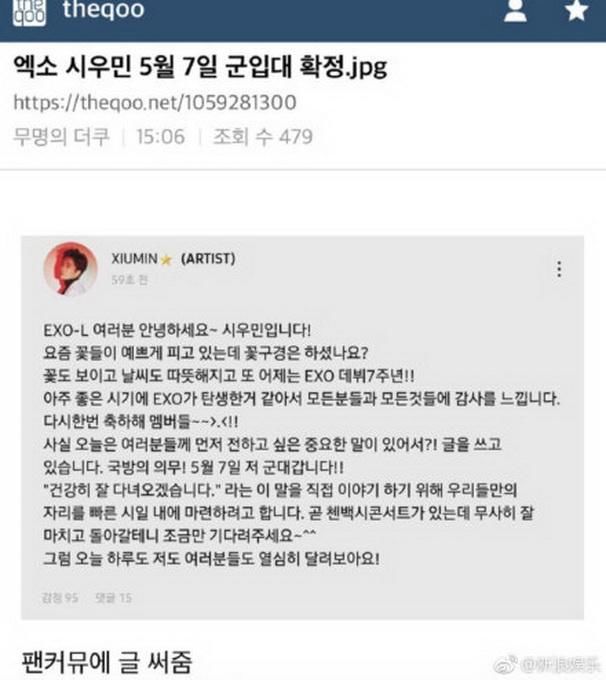 the qoo theqoo
엑소 시우민 5월 7일 군입대 확정.jpg
https://theqoo.net/1059281300
무명의 더쿠 | 15:06 | 조회 수 479
XIUMIN⭐ (ARTIST)
59초 전
EXO-L 여러분 안녕하세요~ 시우민입니다!
요즘 꽃들이 예쁘게 피고 있는데 꽃구경은 하셨나요?
꽃도 보이고 날씨도 따뜻해지고 또 어제는 EXO 데뷔7주년!!
아주 좋은 시기에 EXO가 탄생한거 같아서 모든분들과 모든것들에 감사를 느낍니다.
다시한번 축하해 멤버들~~>.<!!
사실 오늘은 여러분들께 먼저 전하고 싶은 중요한 말이 있어서?! 글을 쓰고
있습니다. 국방의 의무! 5월 7일 저 군대갑니다!!
"건강히 잘 다녀오겠습니다." 라는 이 말을 직접 이야기 하기 위해 우리들만의
자리를 빠른 시일 내에 마련하려고 합니다. 곧 첸백시콘서트가 있는데 무사히 잘
마치고 돌아갈테니 조금만 기다려주세요~^^
그럼 오늘 하루도 저도 여러분들도 열심히 달려보아요!
감정 95 댓글 15
팬커뮤에 글 써줌
@新浪娱乐